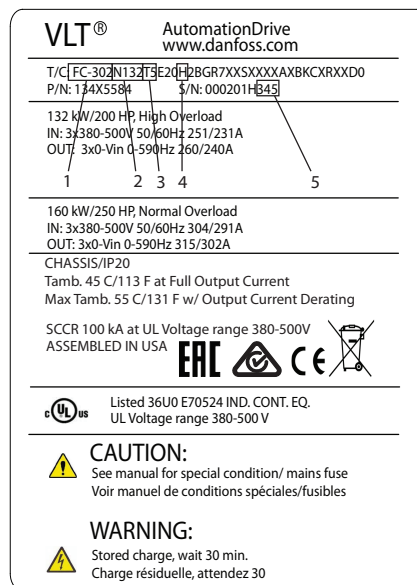 VLT® AutomationDrive
www.danfoss.com
T/C: FC-302N132T5E20H2BGR7XXSXXXXAXBKCXRXXD0
P/N: 134X5584 S/N: 000201H345
132 kW/200 HP, High Overload
IN: 3x380-500V 50/60Hz 251/231A
OUT: 3x0-Vin 0-590Hz 260/240A
1 2 3 4 5
160 kW/250 HP, Normal Overload
IN: 3x380-500V 50/60Hz 304/291A
OUT: 3x0-Vin 0-590Hz 315/302A
CHASSIS/IP20
Tamb. 45 C/113 F at Full Output Current
Max Tamb. 55 C/131 F w/ Output Current Derating
SCCR 100 kA at UL Voltage range 380-500V
ASSEMBLED IN USA EAC CE
c UL us Listed 36U0 E70524 IND. CONT. EQ.
UL Voltage range 380-500 V
CAUTION:
See manual for special condition/ mains fuse
Voir manuel de conditions spéciales/fusibles
WARNING:
Stored charge, wait 30 min.
Charge résiduelle, attendez 30